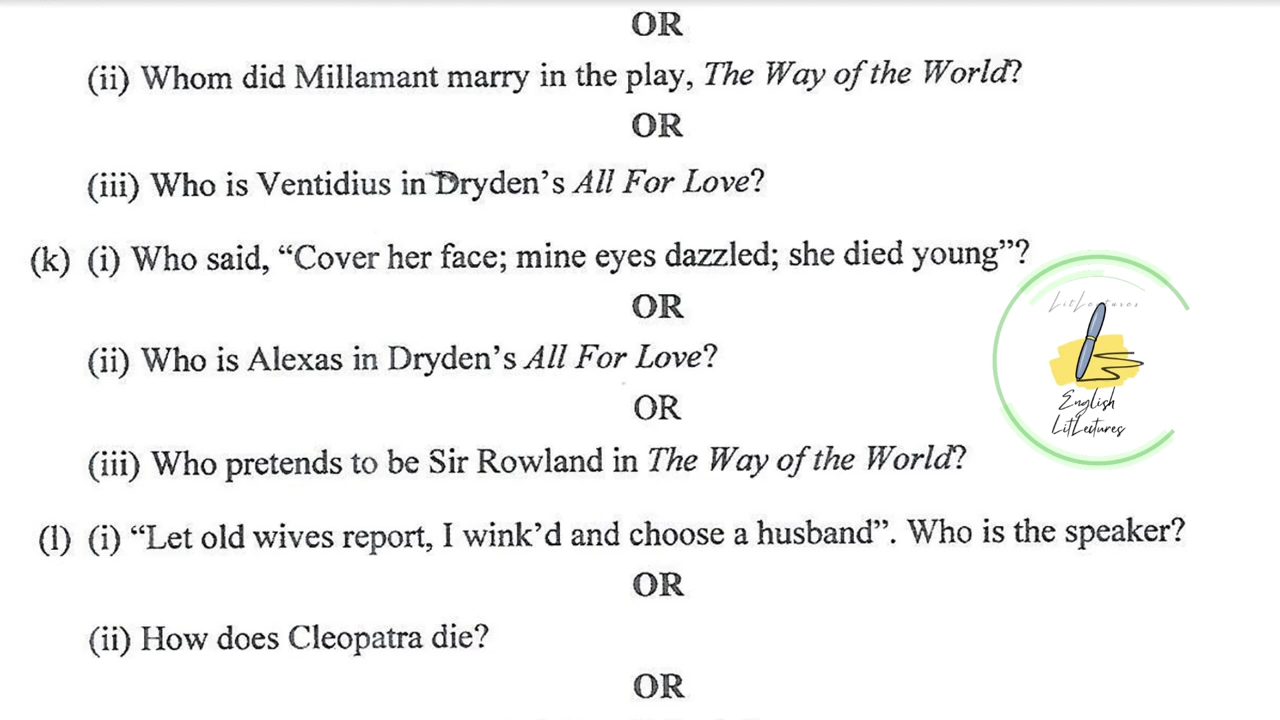 OR
(ii) Whom did Millamant marry in the play, The Way of the World?
OR
(iii) Who is Ventidius in Dryden's All For Love?
(k) (i) Who said, “Cover her face; mine eyes dazzled; she died young”?
OR
(ii) Who is Alexas in Dryden's All For Love?
OR
(iii) Who pretends to be Sir Rowland in The Way of the World?
(l) (i) “Let old wives report, I wink'd and choose a husband”. Who is the speaker?
OR
(ii) How does Cleopatra die?
OR
LitLectures
English
LitLectures